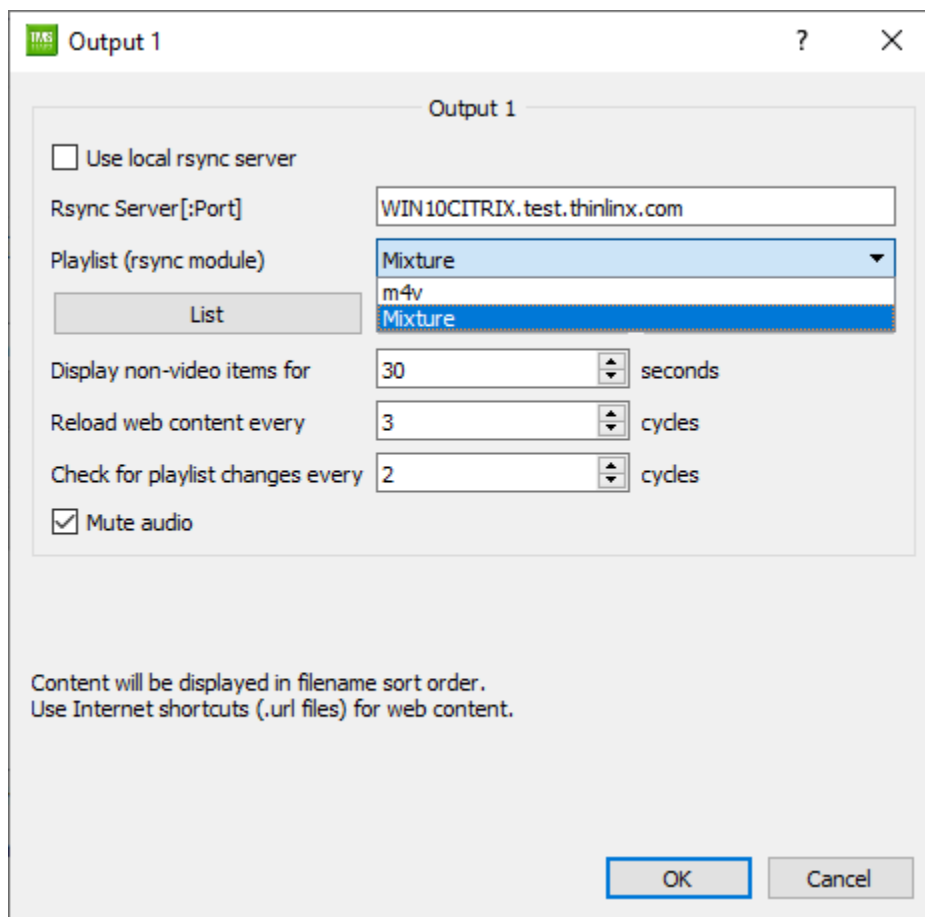 TMS Output 1 ?
Output 1
Use local rsync server
Rsync Server[:Port] WIN10CITRIX.test.thinlinx.com
Playlist (rsync module) Mixture
m4v
List Mixture
Display non-video items for 30 seconds
Reload web content every 3 cycles
Check for playlist changes every 2 cycles
Mute audio
Content will be displayed in filename sort order.
Use Internet shortcuts (.url files) for web content.
OK Cancel